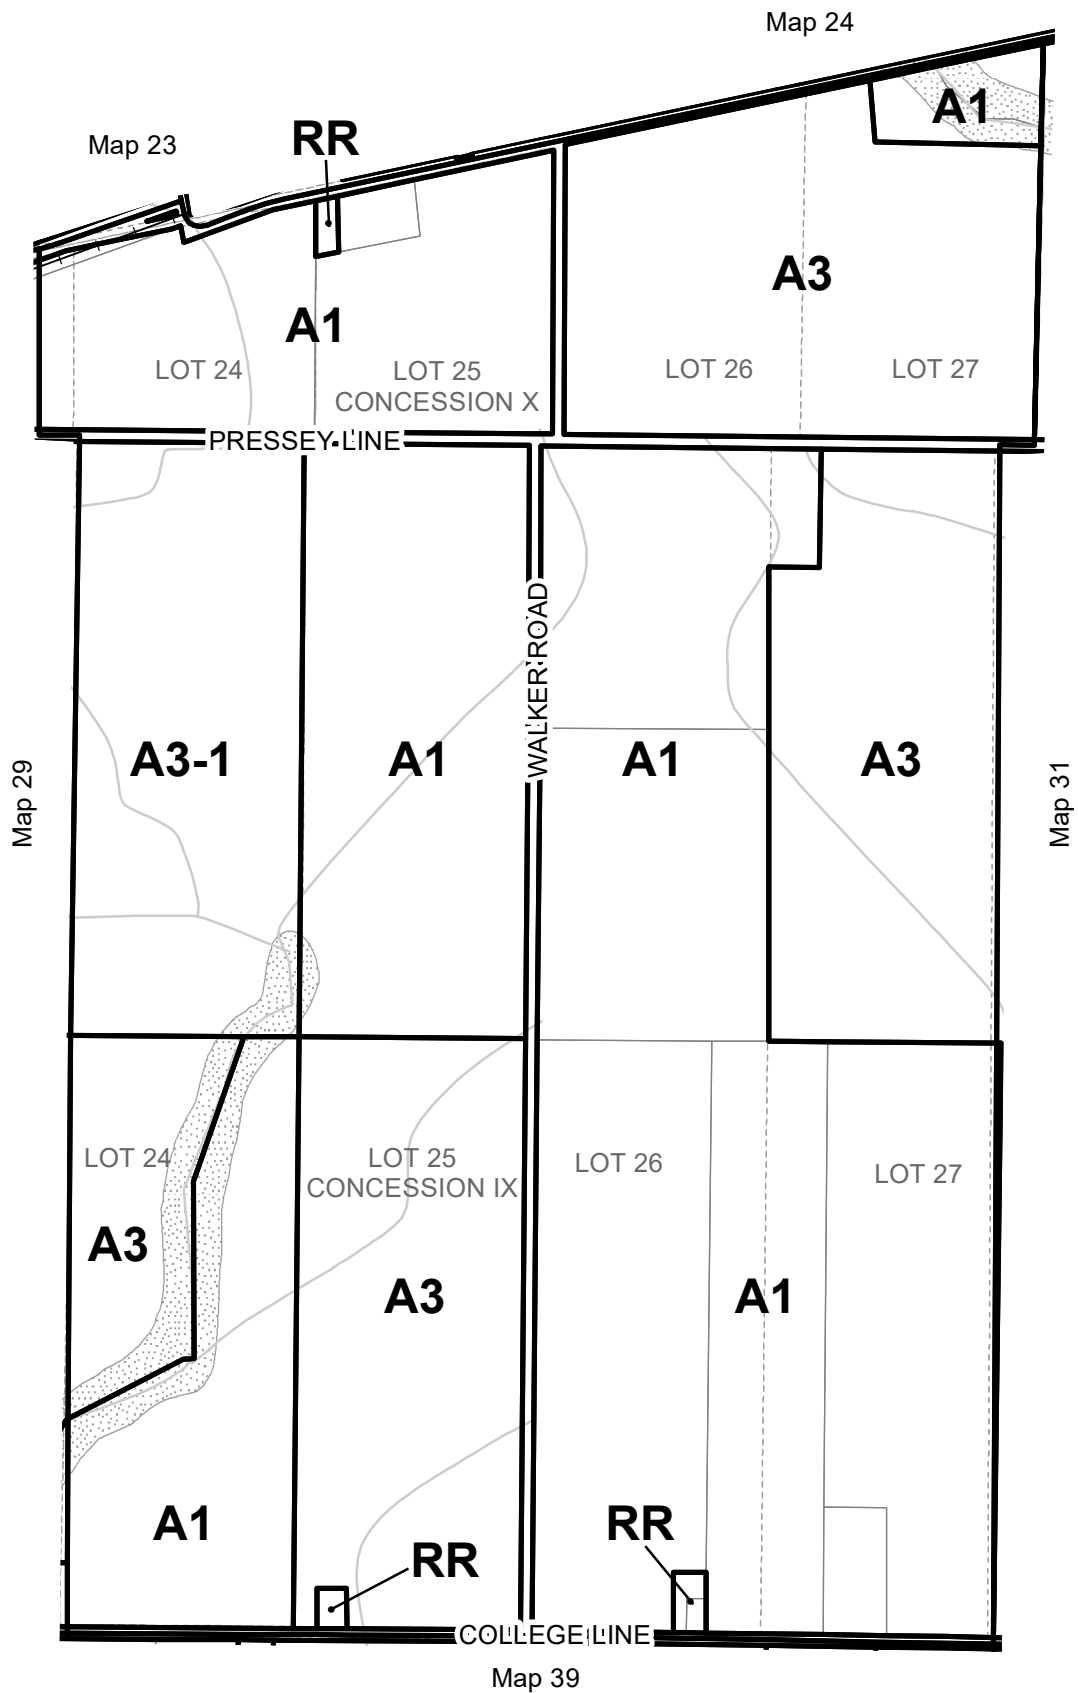 Map 24
A1
Map 23
RR
A3
A1
LOT 24
LOT 25
CONCESSION X
LOT 26
LOT 27
PRESSEY LINE
WALKER ROAD
A3-1
A1
A1
A3
Map 29
Map 31
LOT 24
LOT 25
CONCESSION IX
LOT 26
LOT 27
A3
A3
A1
A1
RR
RR
COLLEGE LINE
Map 39